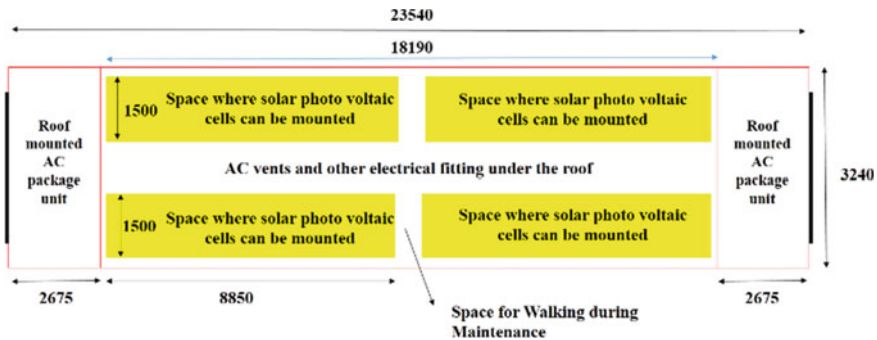 23540
18190
1500
Space where solar photo voltaic
cells can be mounted
Space where solar photo voltaic
cells can be mounted
Roof
mounted
AC
package
unit
AC vents and other electrical fitting under the roof
Roof
mounted
AC
package
unit
3240
1500
Space where solar photo voltaic
cells can be mounted
Space where solar photo voltaic
cells can be mounted
2675
8850
2675
Space for Walking during
Maintenance